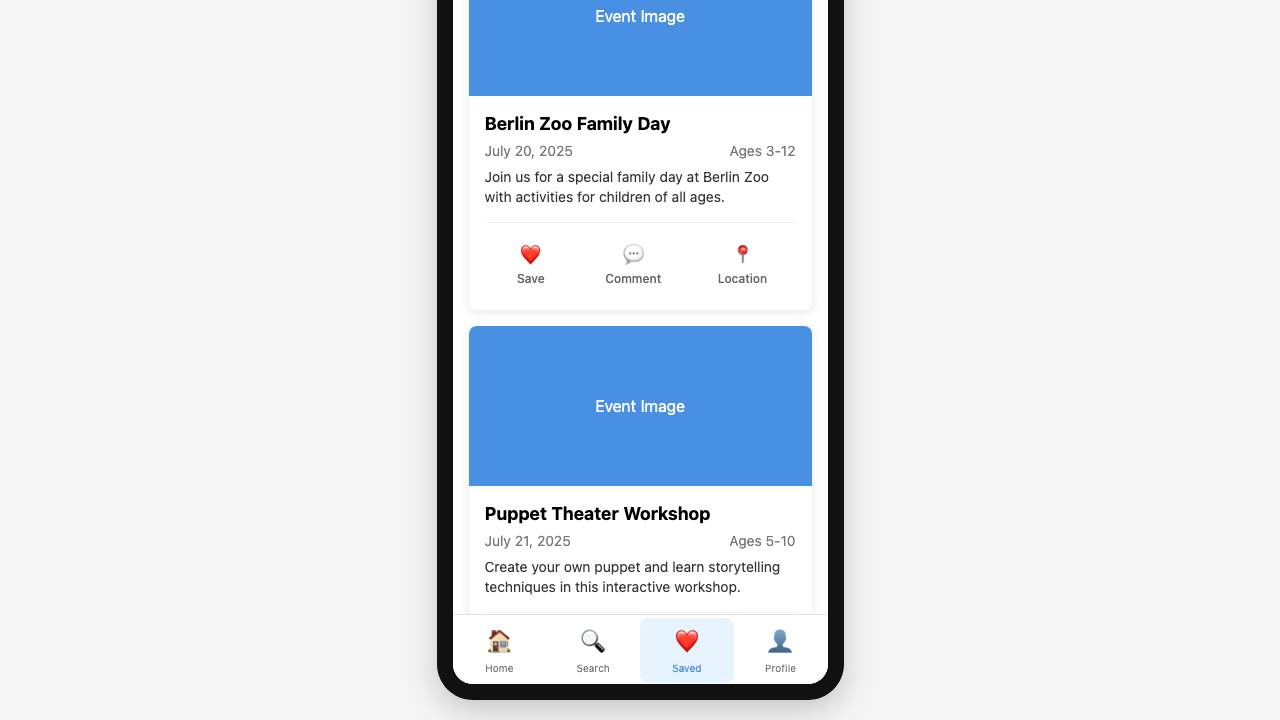 Event Image
Berlin Zoo Family Day
July 20, 2025 Ages 3-12
Join us for a special family day at Berlin Zoo
with activities for children of all ages.
Save Comment Location
Event Image
Puppet Theater Workshop
July 21, 2025 Ages 5-10
Create your own puppet and learn storytelling
techniques in this interactive workshop.
Home Search Saved Profile